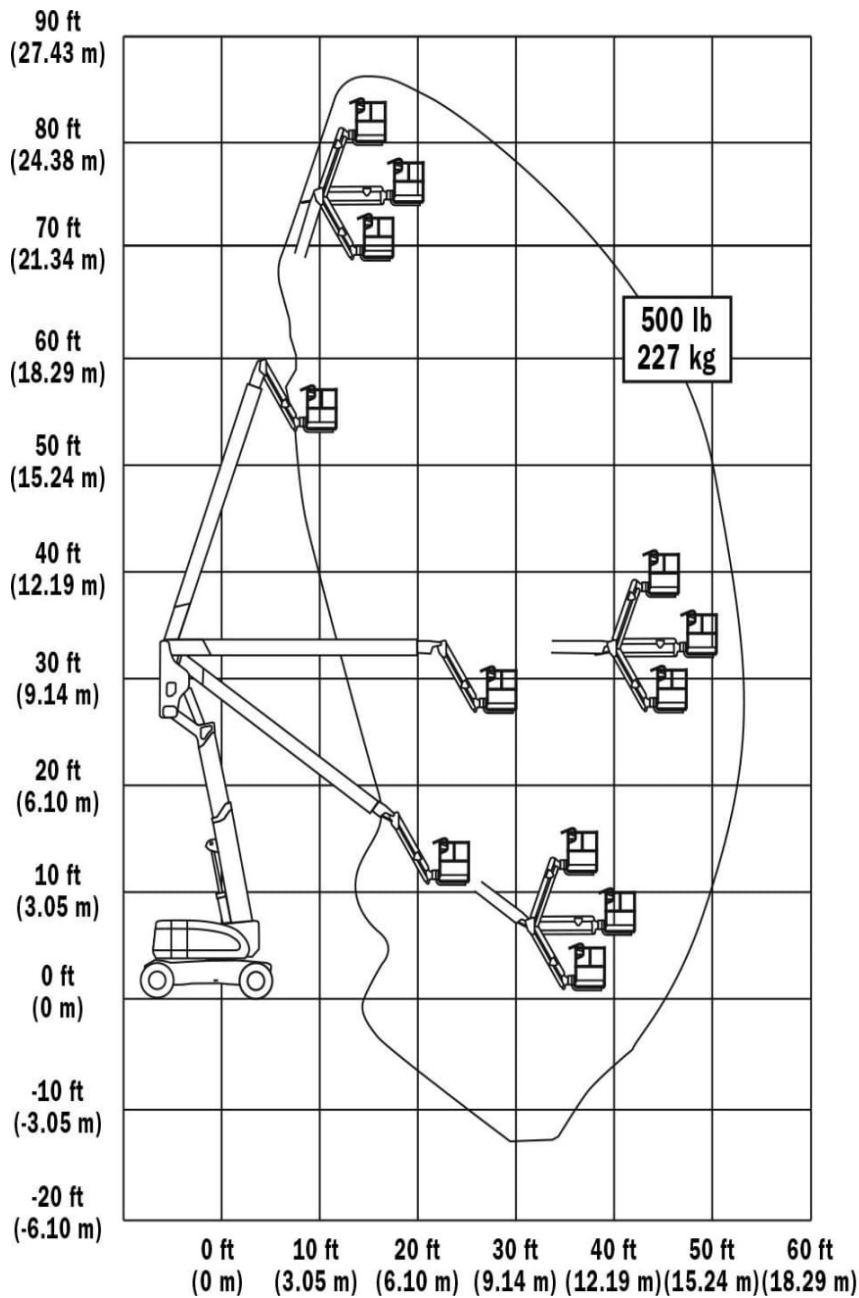 90 ft
(27.43 m)
80 ft
(24.38 m)
70 ft
(21.34 m)
500 lb
227 kg
60 ft
(18.29 m)
50 ft
(15.24 m)
40 ft
(12.19 m)
30 ft
(9.14 m)
20 ft
(6.10 m)
10 ft
(3.05 m)
0 ft
(0 m)
-10 ft
(-3.05 m)
-20 ft
(-6.10 m)
0 ft 10 ft 20 ft 30 ft 40 ft 50 ft 60 ft
(0 m) (3.05 m) (6.10 m) (9.14 m) (12.19 m) (15.24 m) (18.29 m)